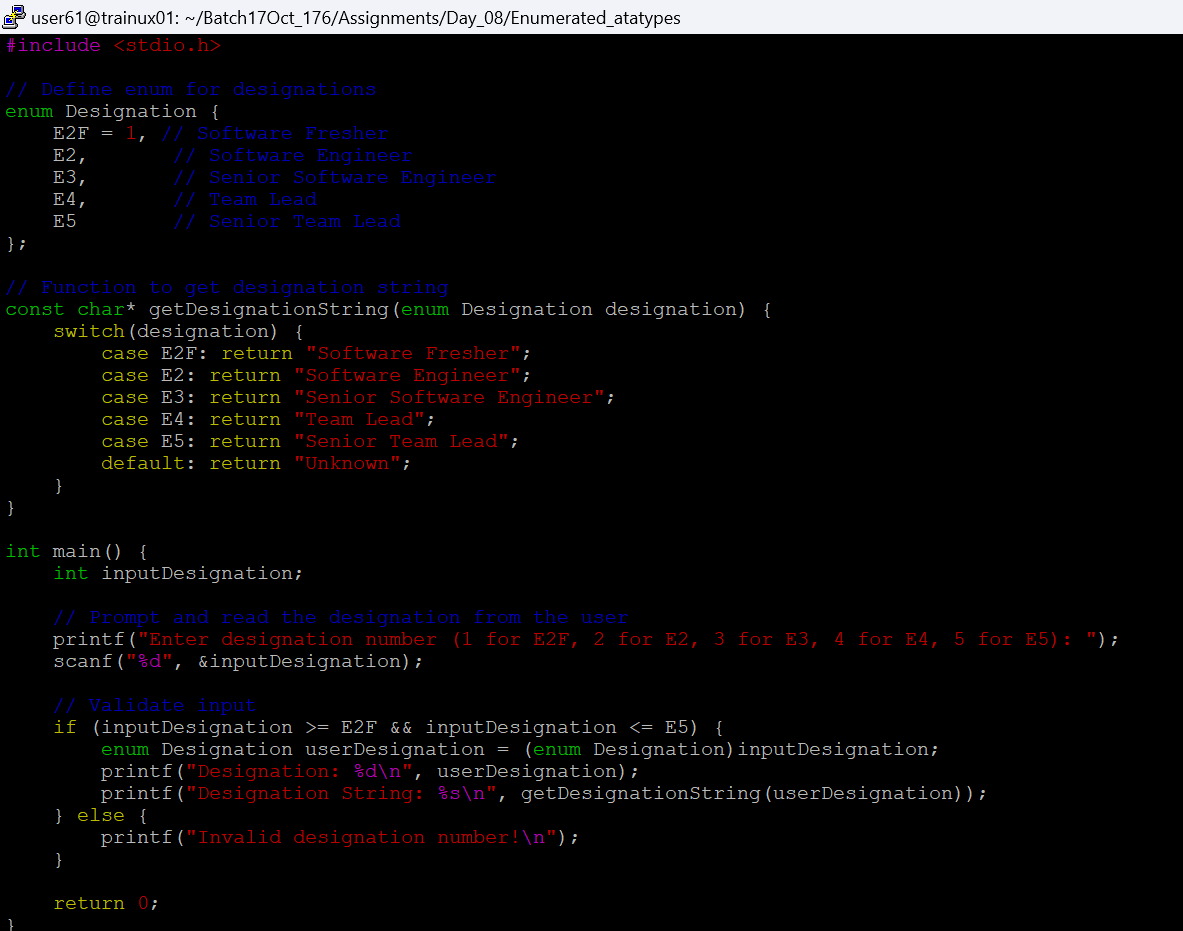 user61@trainux01: ~/Batch17Oct_176/Assignments/Day_08/Enumerated_atatypes
#include <stdio.h>

// Define enum for designations
enum Designation {
    E2F = 1, // Software Fresher
    E2,       // Software Engineer
    E3,       // Senior Software Engineer
    E4,       // Team Lead
    E5        // Senior Team Lead
};

// Function to get designation string
const char* getDesignationString(enum Designation designation) {
    switch(designation) {
        case E2F: return "Software Fresher";
        case E2: return "Software Engineer";
        case E3: return "Senior Software Engineer";
        case E4: return "Team Lead";
        case E5: return "Senior Team Lead";
        default: return "Unknown";
    }
}

int main() {
    int inputDesignation;

    // Prompt and read the designation from the user
    printf("Enter designation number (1 for E2F, 2 for E2, 3 for E3, 4 for E4, 5 for E5): ");
    scanf("%d", &inputDesignation);

    // Validate input
    if (inputDesignation >= E2F && inputDesignation <= E5) {
        enum Designation userDesignation = (enum Designation)inputDesignation;
        printf("Designation: %d\n", userDesignation);
        printf("Designation String: %s\n", getDesignationString(userDesignation));
    } else {
        printf("Invalid designation number!\n");
    }

    return 0;
}